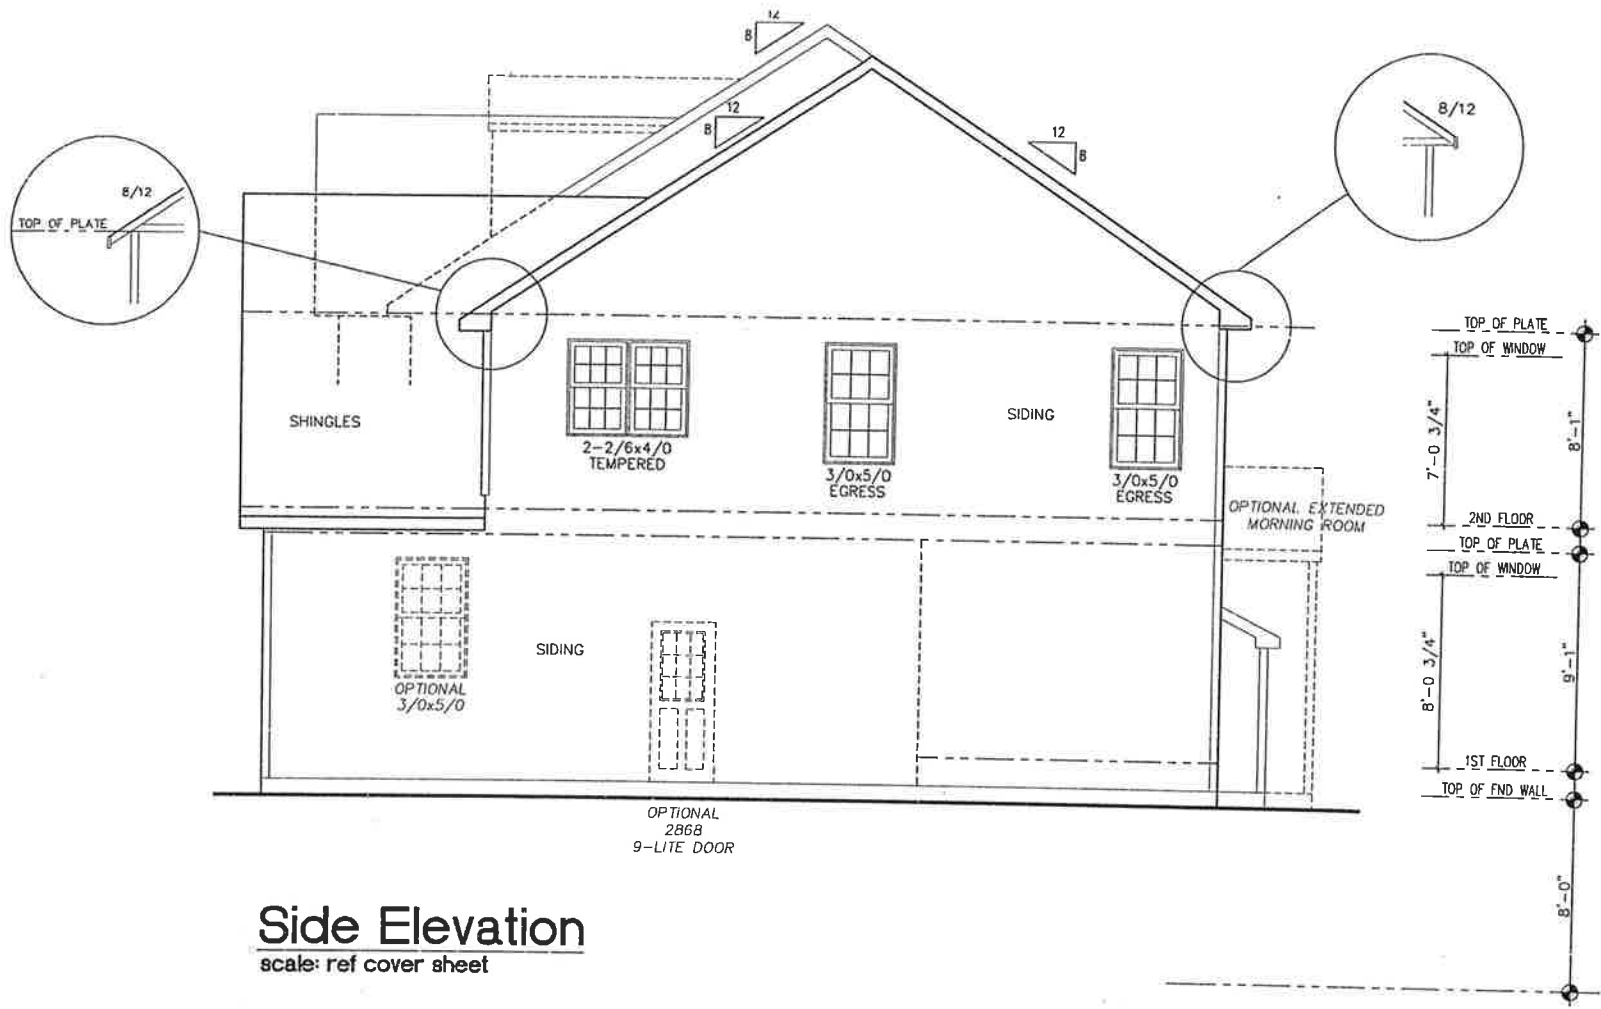 12
8
12
8
12
8
8/12
8/12
TOP OF PLATE
TOP OF PLATE
TOP OF WINDOW
SHINGLES
SIDING
2-2/6x4/0
TEMPERED
3/0x5/0
EGRESS
3/0x5/0
EGRESS
7'-0 3/4"
8'-1"
OPTIONAL EXTENDED
MORNING ROOM
2ND FLOOR
TOP OF PLATE
TOP OF WINDOW
SIDING
OPTIONAL
3/0x5/0
8'-0 3/4"
9'-1"
1ST FLOOR
TOP OF FND WALL
OPTIONAL
2868
9-LITE DOOR
8'-0"
Side Elevation
scale: ref cover sheet